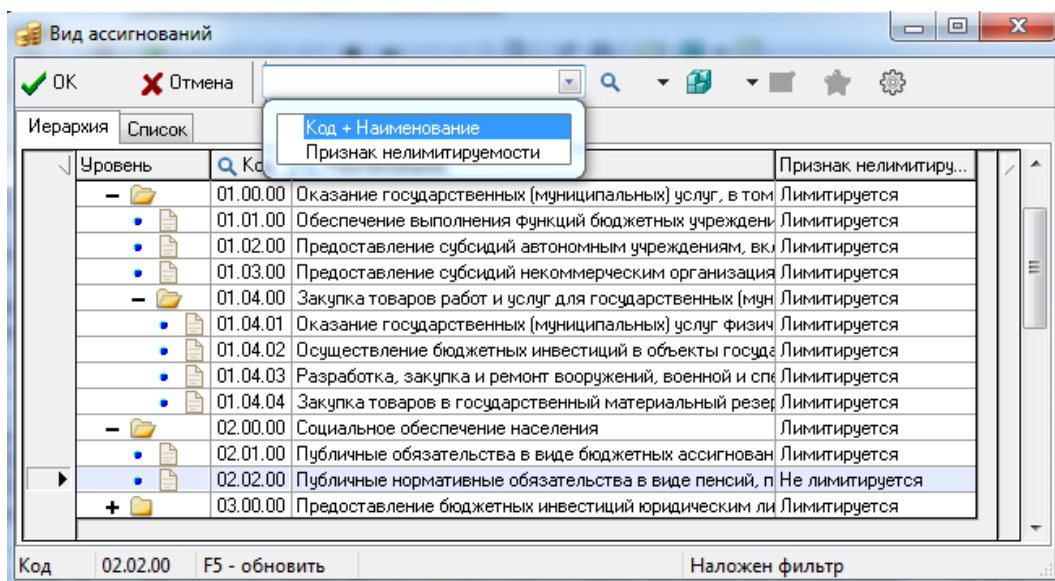 Вид ассигнований
ОК Отмена
Код + Наименование
Признак нелимитируемости
Иерархия Список
Уровень Признак нелимитиру...
01.00.00 Оказание государственных (муниципальных) услуг, в том Лимитируется
01.01.00 Обеспечение выполнения функций бюджетных учреждени Лимитируется
01.02.00 Предоставление субсидий автономным учреждениям, вкл Лимитируется
01.03.00 Предоставление субсидий некоммерческим организация Лимитируется
01.04.00 Закупка товаров работ и услуг для государственных (мун Лимитируется
01.04.01 Оказание государственных (муниципальных) услуг физич Лимитируется
01.04.02 Осуществление бюджетных инвестиций в объекты госуда Лимитируется
01.04.03 Разработка, закупка и ремонт вооружений, военной и спе Лимитируется
01.04.04 Закупка товаров в государственный материальный резер Лимитируется
02.00.00 Социальное обеспечение населения Лимитируется
02.01.00 Публичные обязательства в виде бюджетных ассигнован Лимитируется
02.02.00 Публичные нормативные обязательства в виде пенсий, п Не лимитируется
03.00.00 Предоставление бюджетных инвестиций юридическим ли Лимитируется
Код 02.02.00 F5 - обновить Наложен фильтр